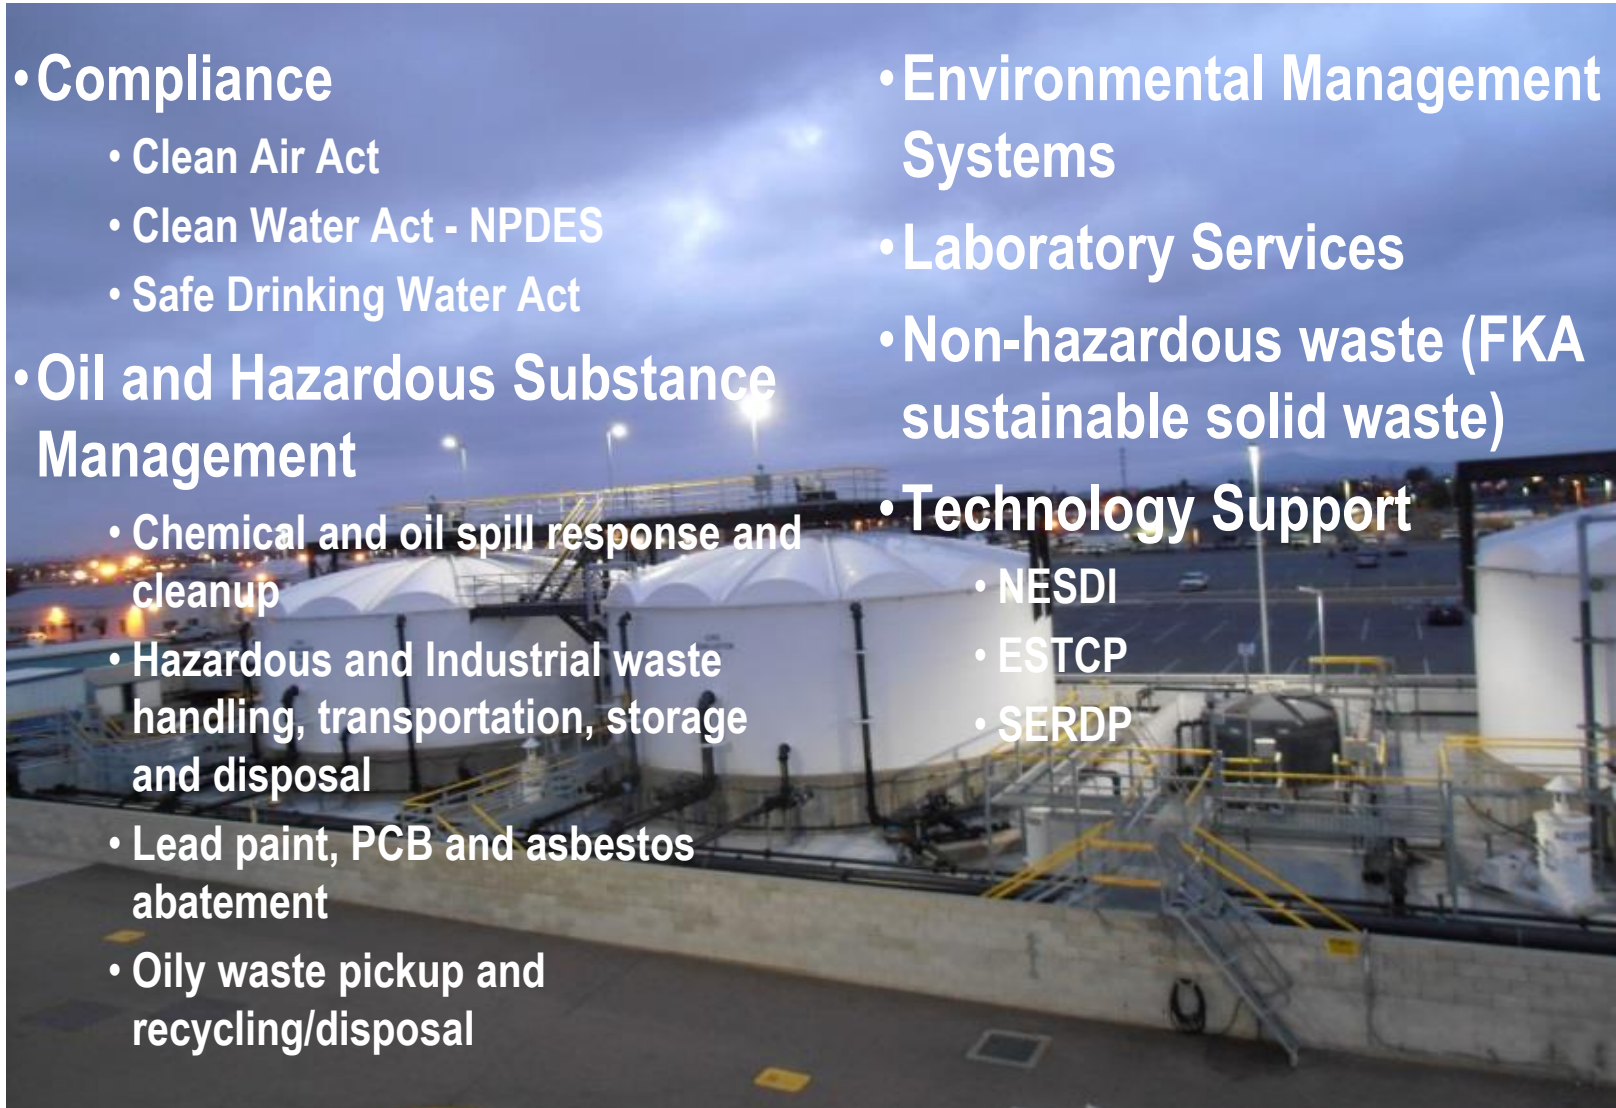 •Compliance
• Clean Air Act
• Clean Water Act - NPDES
• Safe Drinking Water Act
•Oil and Hazardous Substance
Management
• Chemical and oil spill response and
cleanup
• Hazardous and Industrial waste
handling, transportation, storage
and disposal
• Lead paint, PCB and asbestos
abatement
• Oily waste pickup and
recycling/disposal
•Environmental Management
Systems
•Laboratory Services
•Non-hazardous waste (FKA
sustainable solid waste)
•Technology Support
• NESDI
• ESTCP
• SERDP